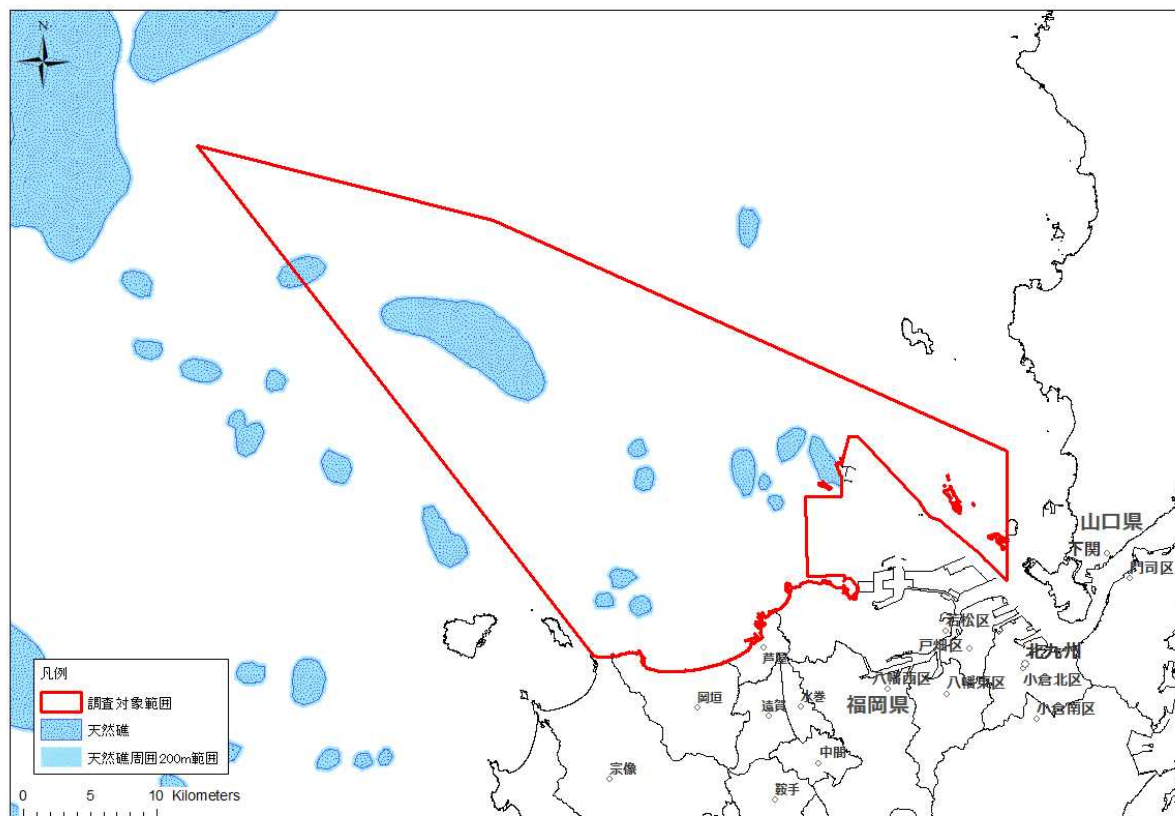 N
山口県
下関
門司区
若松区
戸畑区
北九州
芦屋
小倉北区
八幡西区
八幡東区
岡垣
水巻
遠賀
福岡県
小倉南区
中間
宗像
鞍手
凡例
調査対象範囲
天然礁
天然礁周囲200m範囲
0 5 10 Kilometers